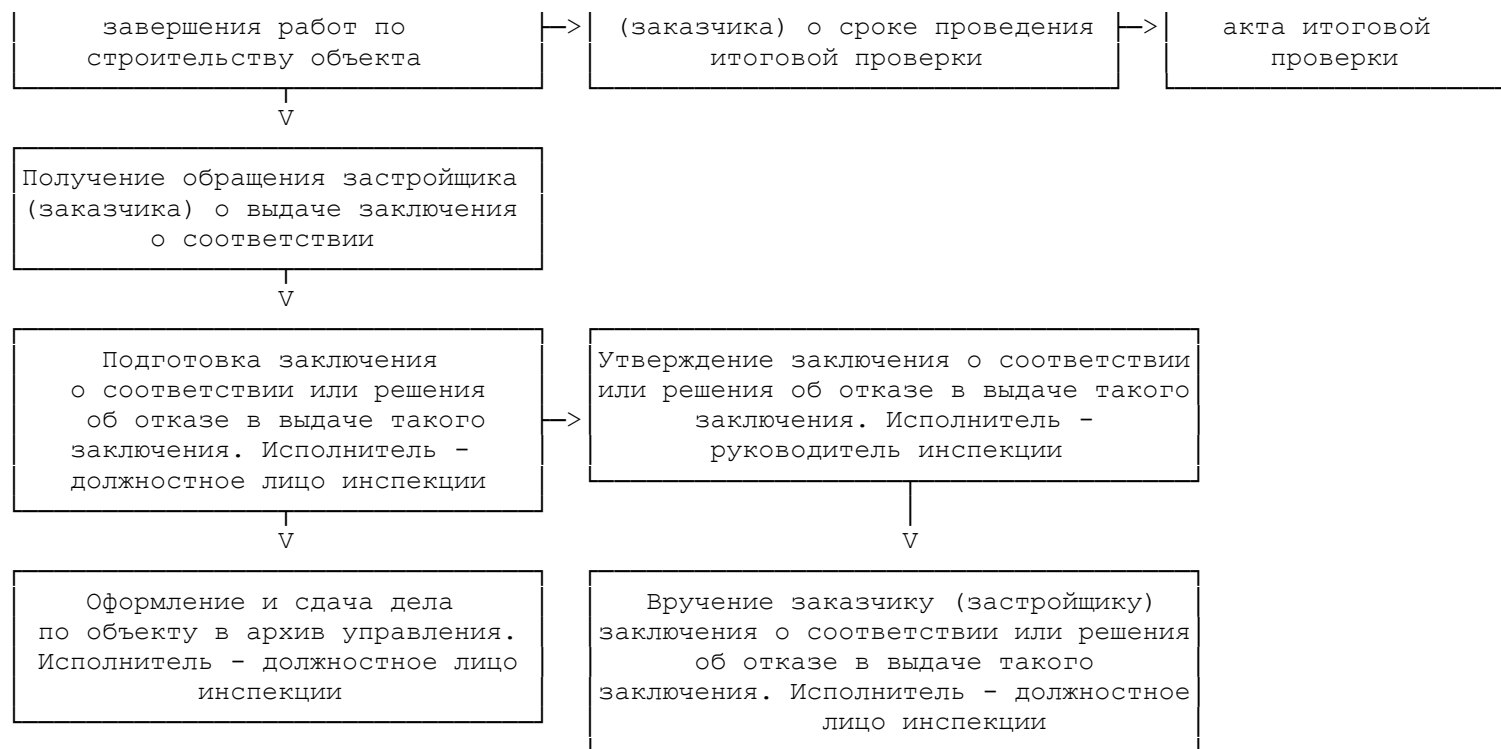 завершения работ по
строительству объекта
(заказчика) о сроке проведения
итоговой проверки
акта итоговой
проверки
Получение обращения застройщика
(заказчика) о выдаче заключения
о соответствии
Подготовка заключения
о соответствии или решения
об отказе в выдаче такого
заключения. Исполнитель -
должностное лицо инспекции
Утверждение заключения о соответствии
или решения об отказе в выдаче такого
заключения. Исполнитель -
руководитель инспекции
Оформление и сдача дела
по объекту в архив управления.
Исполнитель - должностное лицо
инспекции
Вручение заказчику (застройщику)
заключения о соответствии или решения
об отказе в выдаче такого
заключения. Исполнитель - должностное
лицо инспекции